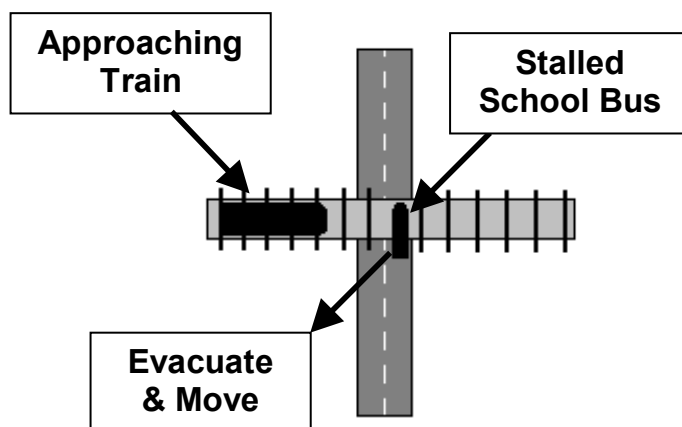 Approaching
Train
Stalled
School Bus
Evacuate
& Move